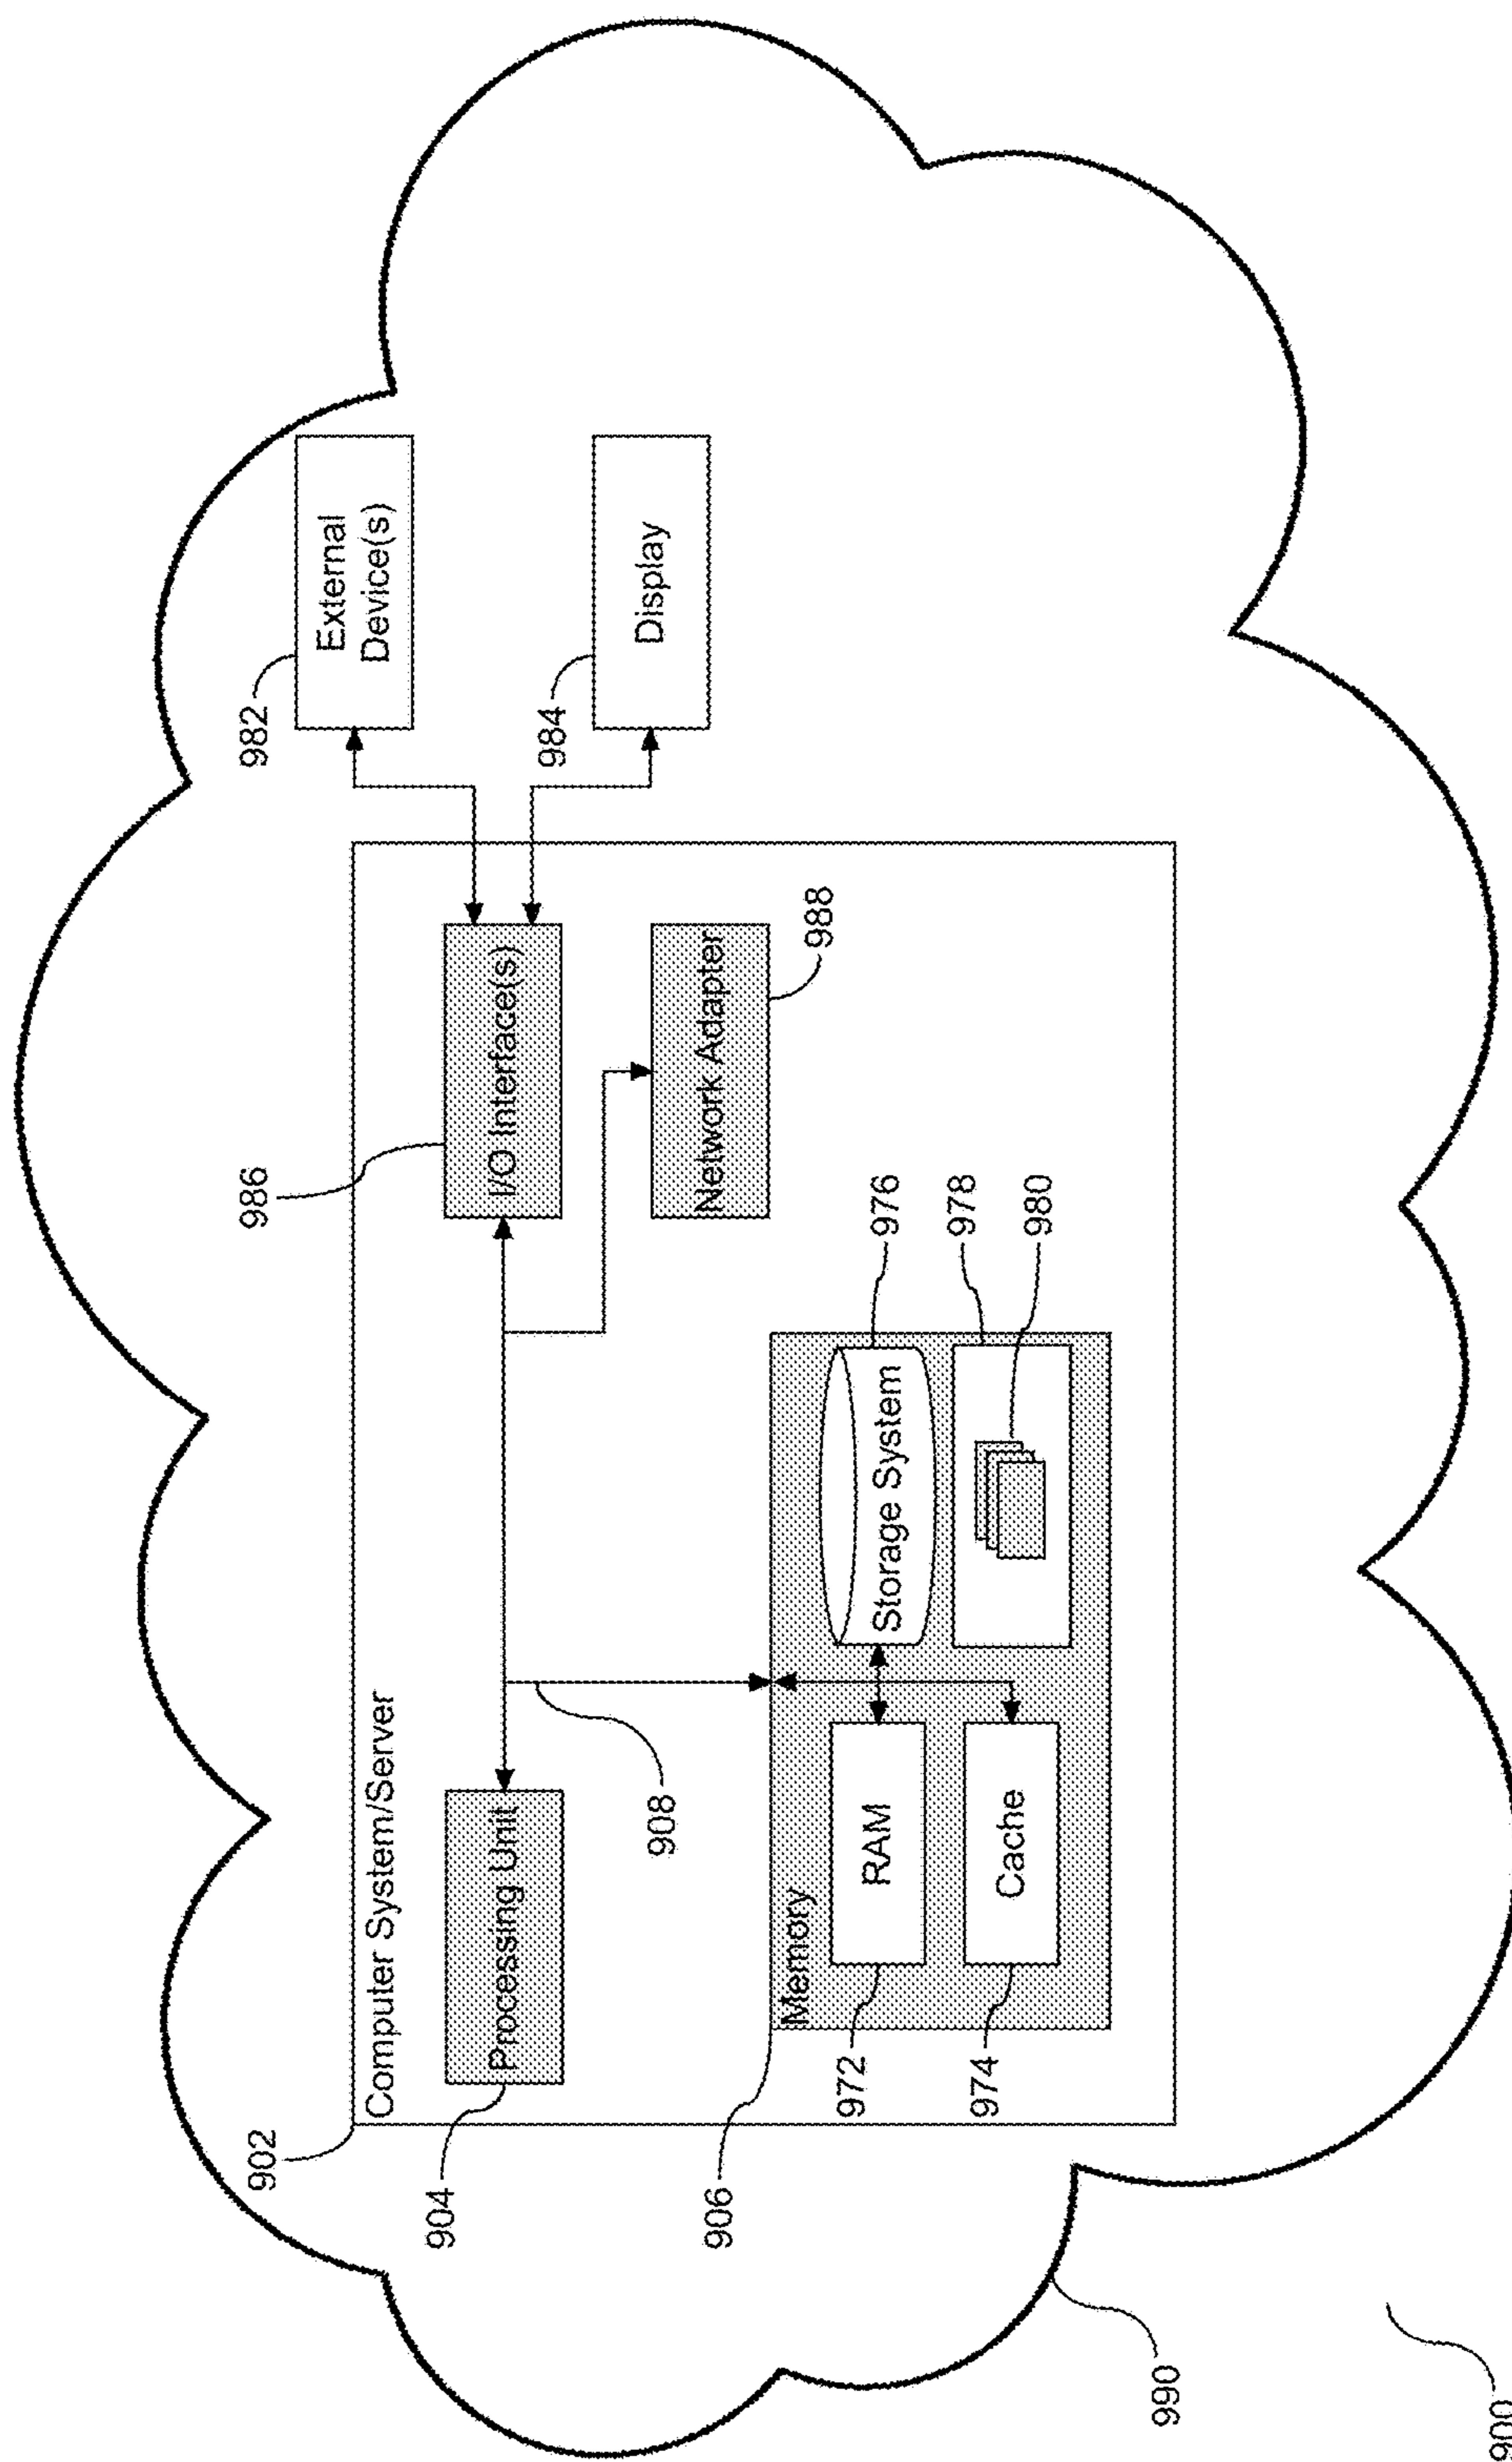 902
Computer System/Server
904
Processing Unit
986
I/O Interface(s)
982
External
Device(s)
908
984
Display
906
Memory
Network Adapter
988
972
RAM
Storage System
976
974
Cache
978
980
990
900